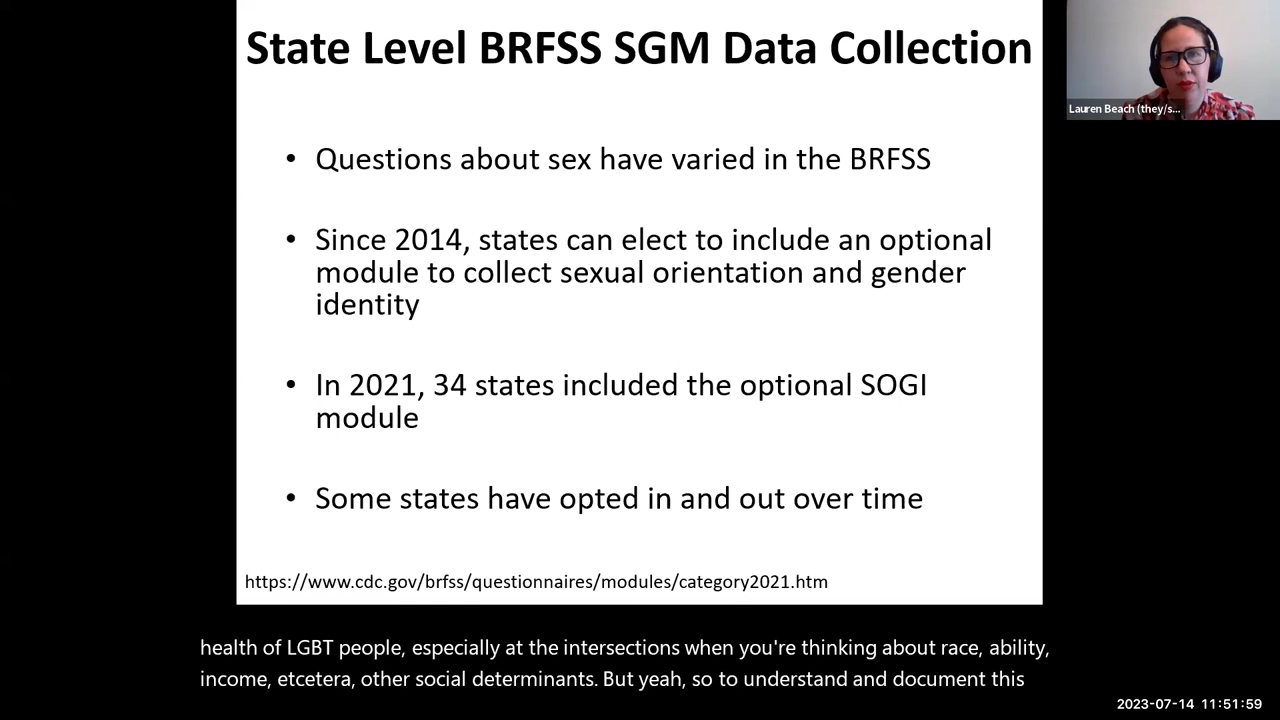 State Level BRFSS SGM Data Collection
• Questions about sex have varied in the BRFSS
• Since 2014, states can elect to include an optional
module to collect sexual orientation and gender
identity
• In 2021, 34 states included the optional SOGI
module
• Some states have opted in and out over time
https://www.cdc.gov/brfss/questionnaires/modules/category2021.htm
Lauren Beach (they/s...
health of LGBT people, especially at the intersections when you're thinking about race, ability,
income, etcetera, other social determinants. But yeah, so to understand and document this
2023-07-14 11:51:59